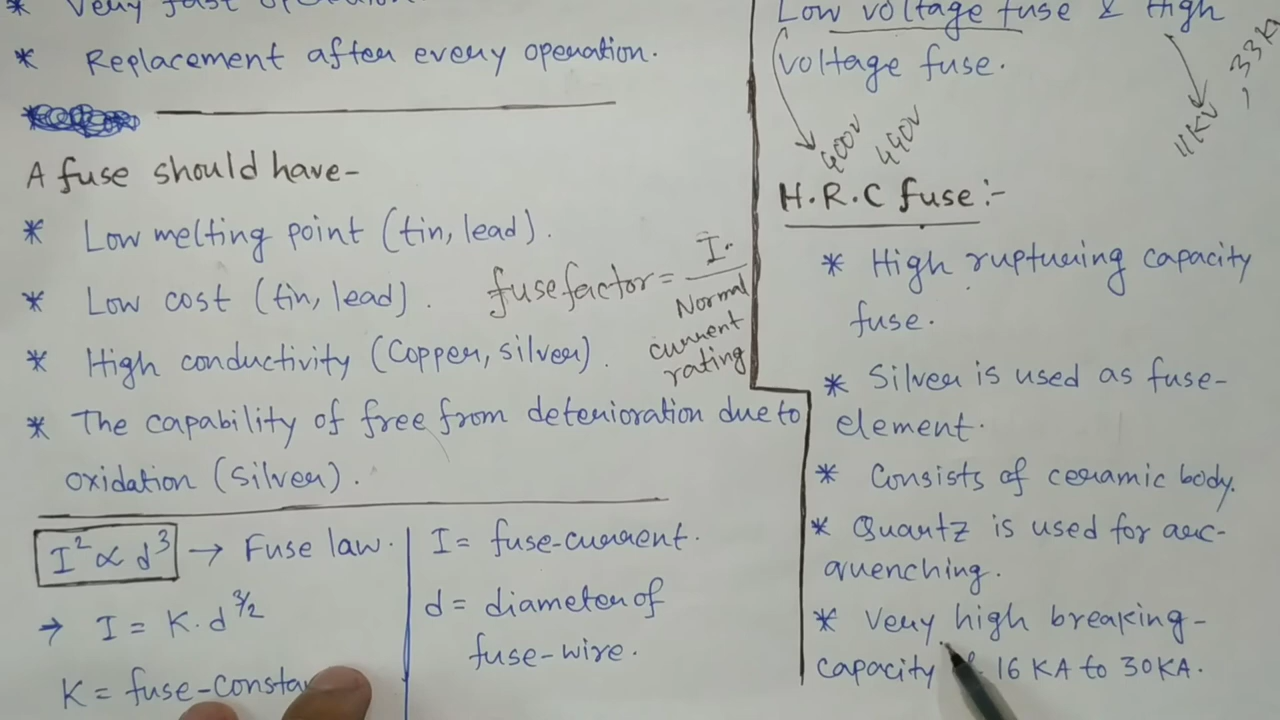 * Very fast operation.
* Replacement after every operation.
A fuse should have-
* Low melting point (tin, lead).
* Low cost (tin, lead).
* High conductivity (Copper, silver).
* The capability of free from deterioration due to
oxidation (silver).
fuse factor = I.
Normal
current
rating
I² ∝ d³ → Fuse law.
→ I = K.d^3/2
K = fuse-consta
I = fuse-current.
d = diameter of
fuse-wire.
Low voltage fuse & High
voltage fuse.
400V 440V
11KV, 33K
H.R.C fuse:-
* High rupturing capacity
fuse.
* Silver is used as fuse-
element.
* Consists of ceramic body.
* Quartz is used for arc-
quenching.
* Very high breaking-
capacity 16 KA to 30KA.